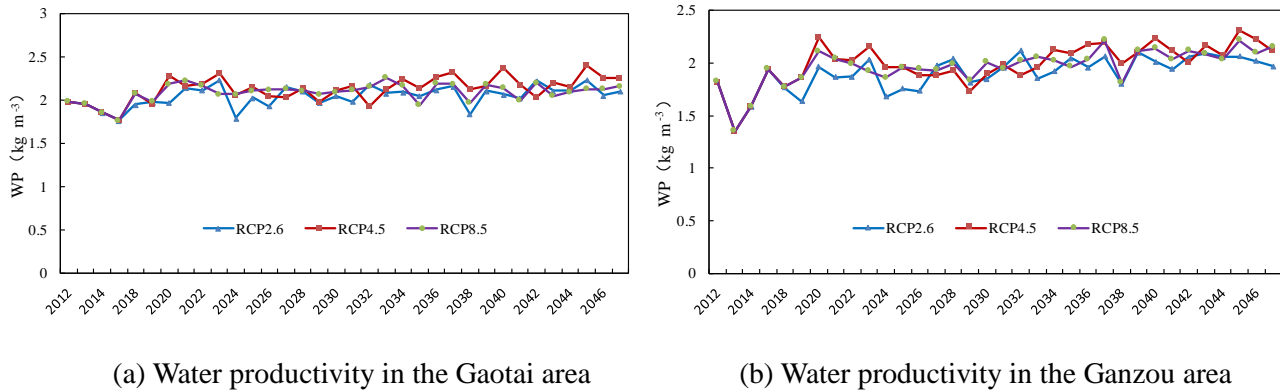 3
2.5
2
1.5
1
0.5
0
WP（kg m-3）
RCP2.6 RCP4.5 RCP8.5
2012 2014 2018 2020 2022 2024 2026 2028 2030 2032 2034 2036 2038 2040 2042 2044 2046
(a) Water productivity in the Gaotai area
2.5
2
1.5
1
0.5
0
WP（kg m-3）
RCP2.6 RCP4.5 RCP8.5
2012 2014 2018 2020 2022 2024 2026 2028 2030 2032 2034 2036 2038 2040 2042 2044 2046
(b) Water productivity in the Ganzou area